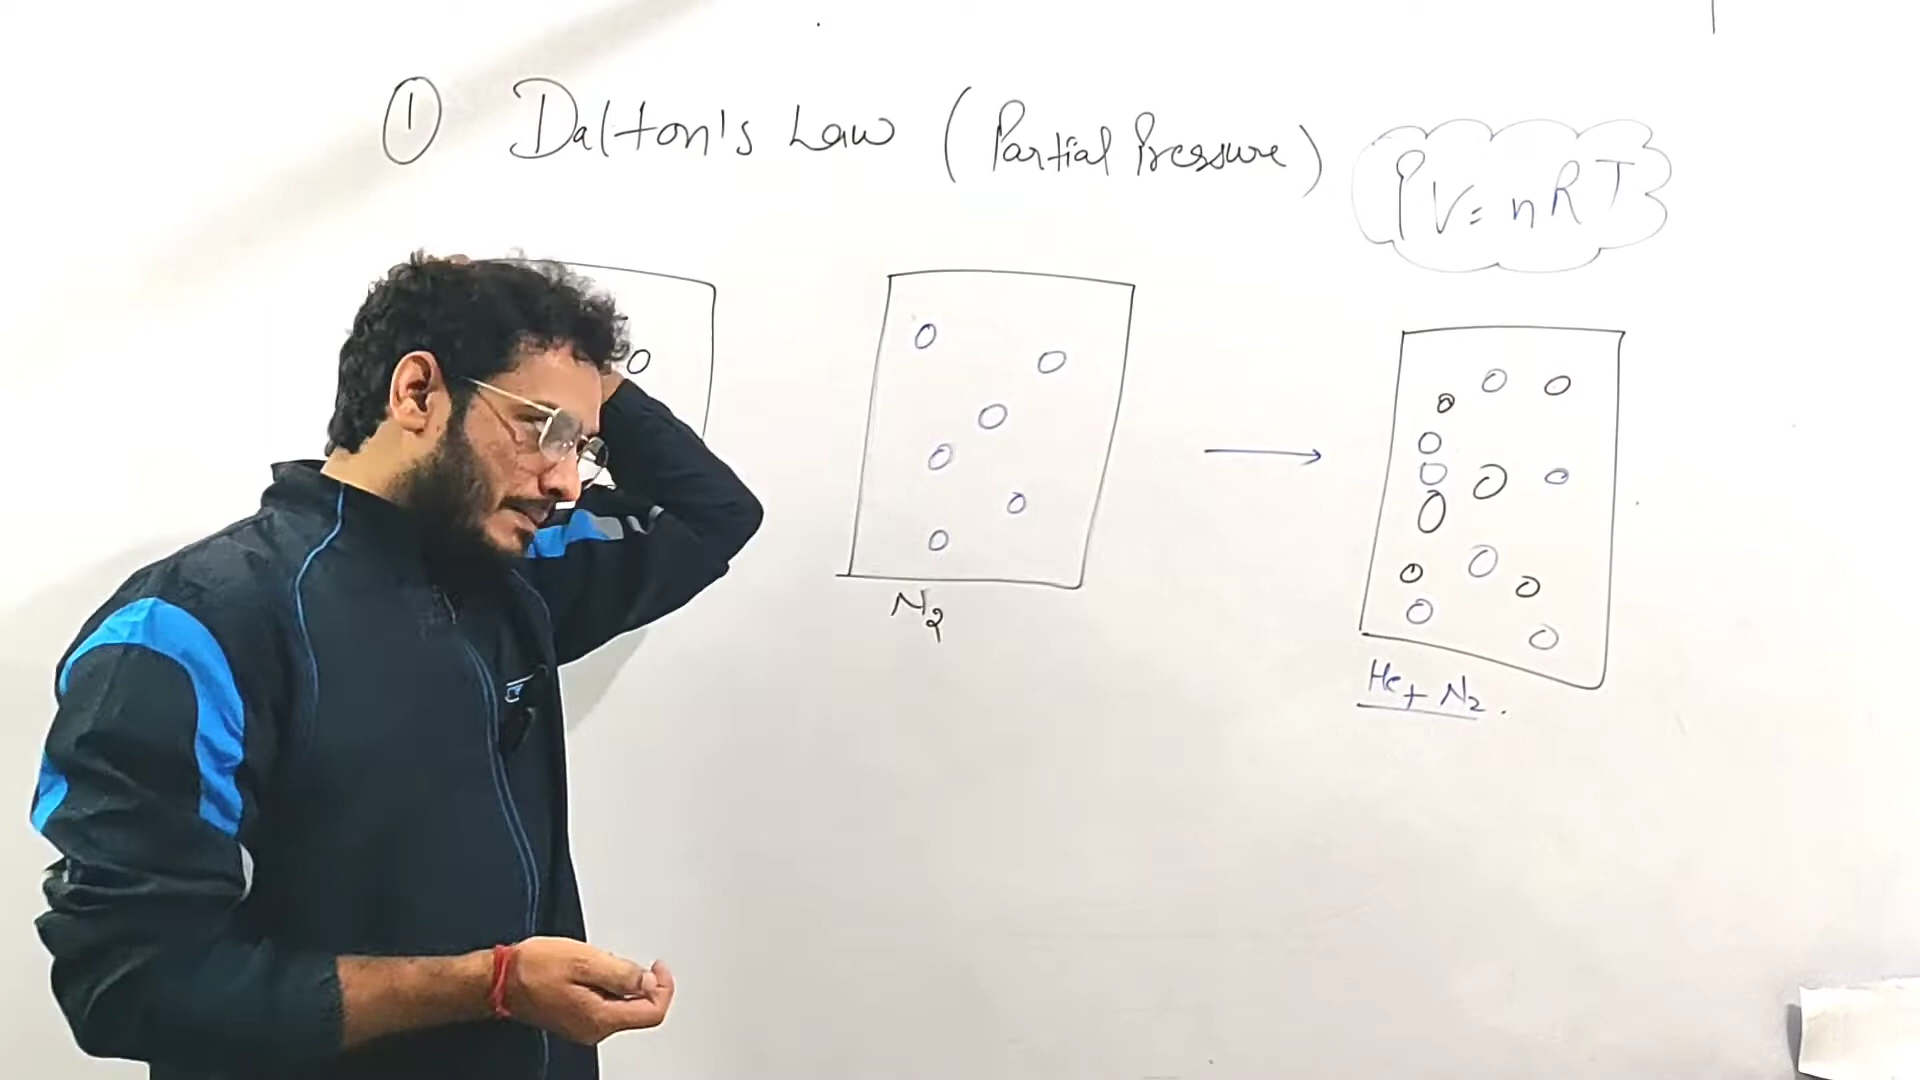 ① Dalton's Law (Partial Pressure)
PV = nRT
N₂
He + N₂.